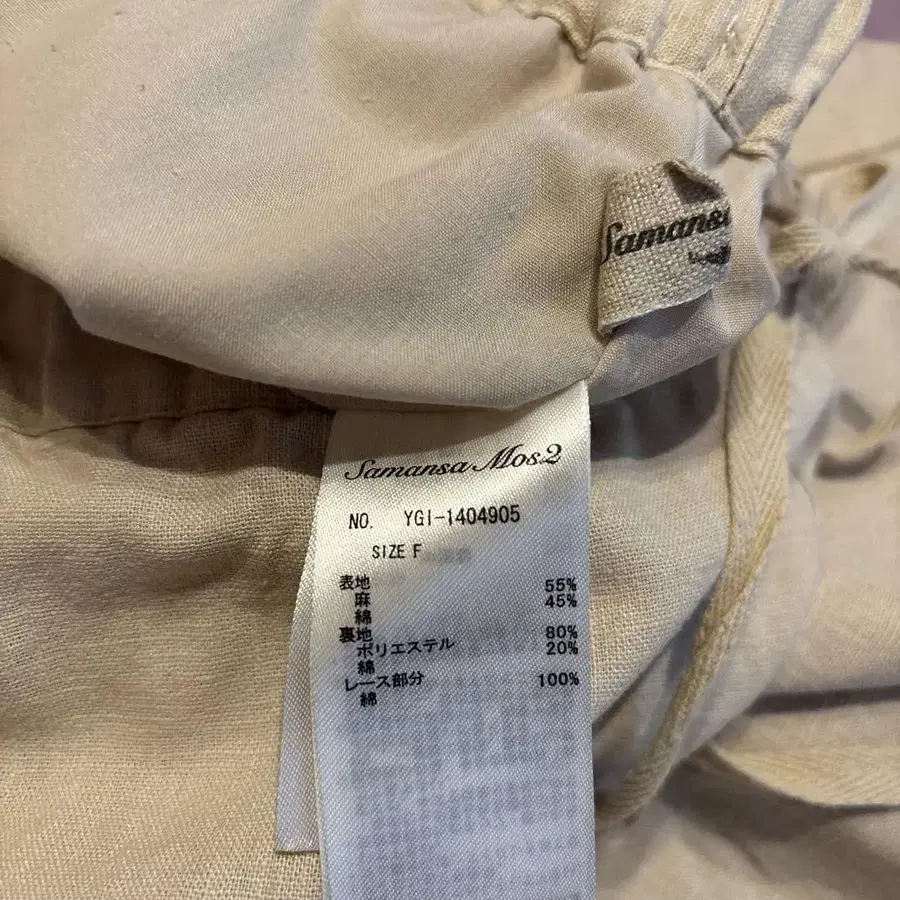 Samansa
Samansa Mos2
NO. YGI-1404905
SIZE F
表地
麻 55%
綿 45%
裏地
ポリエステル 80%
綿 20%
レース部分
綿 100%